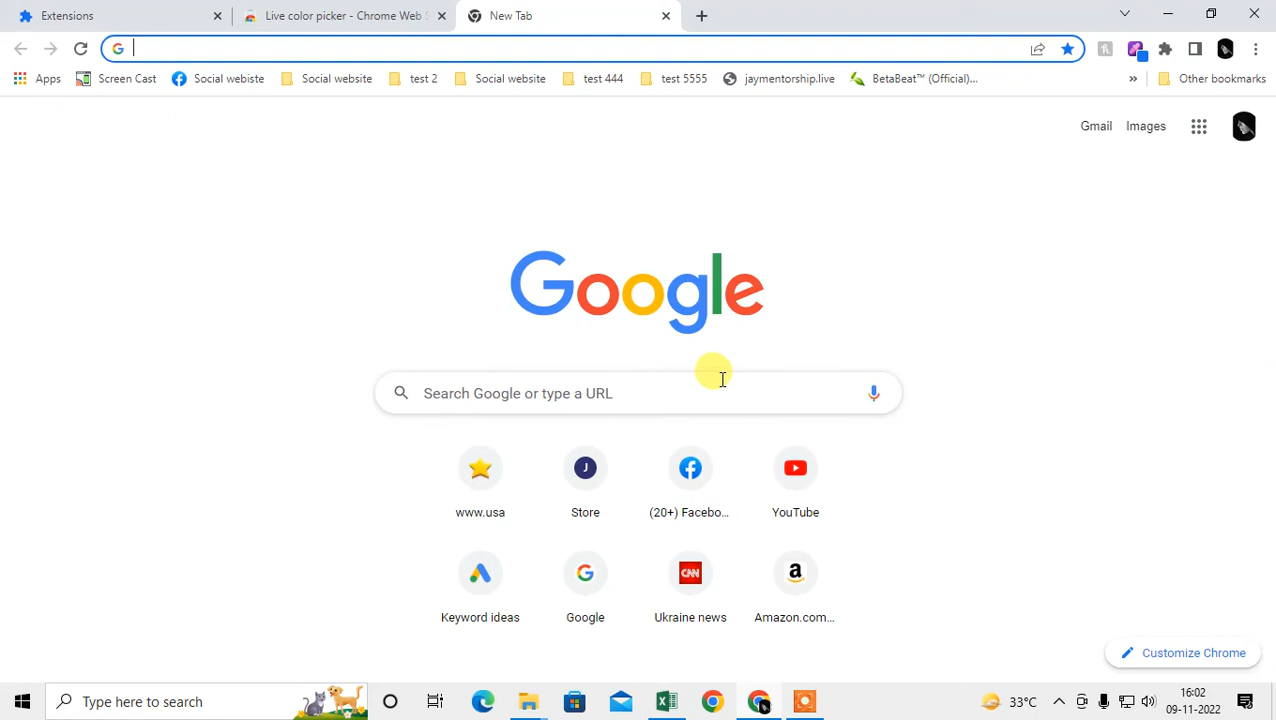 Extensions
Live color picker - Chrome Web S
New Tab
Apps
Screen Cast
Social webiste
Social website
test 2
Social website
test 444
test 5555
jaymentorship.live
BetaBeat™ (Official)...
»
Other bookmarks
Gmail
Images
Google
Search Google or type a URL
J
www.usa
Store
(20+) Facebo...
YouTube
CNN
a
Keyword ideas
Google
Ukraine news
Amazon.com...
Customize Chrome
Type here to search
33°C
16:02
09-11-2022